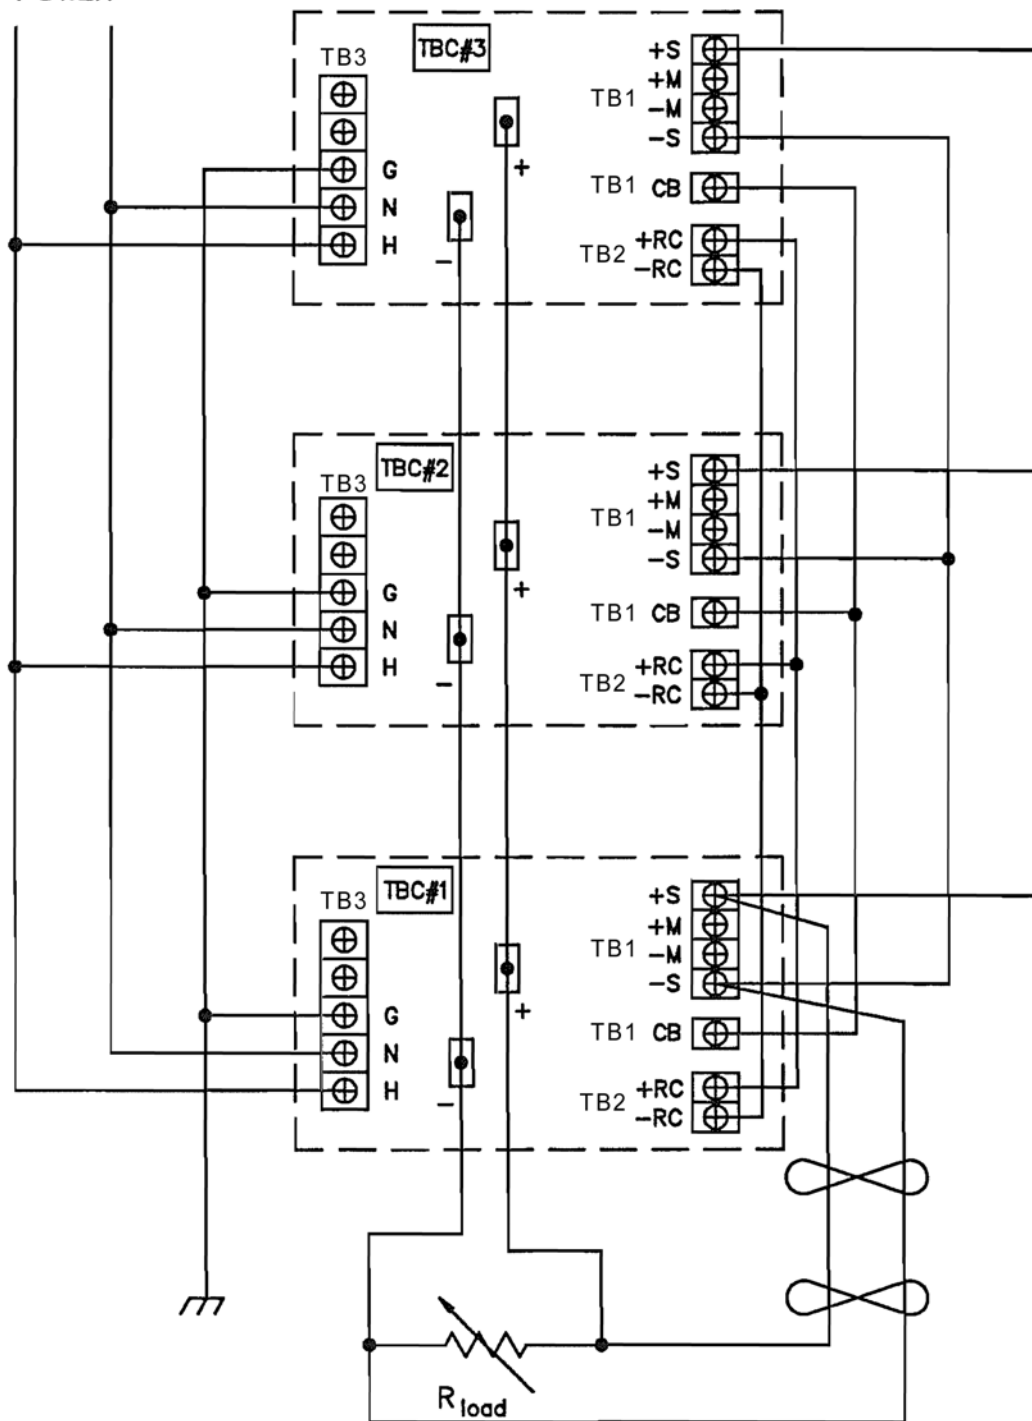 TBC#3
TB3
G
N
H
-
+
+S
+M
TB1
-M
-S
TB1 CB
+RC
TB2
-RC
TBC#2
TB3
G
N
H
-
+
+S
+M
TB1
-M
-S
TB1 CB
+RC
TB2
-RC
TBC#1
TB3
G
N
H
-
+
+S
+M
TB1
-M
-S
TB1 CB
+RC
TB2
-RC
Rload